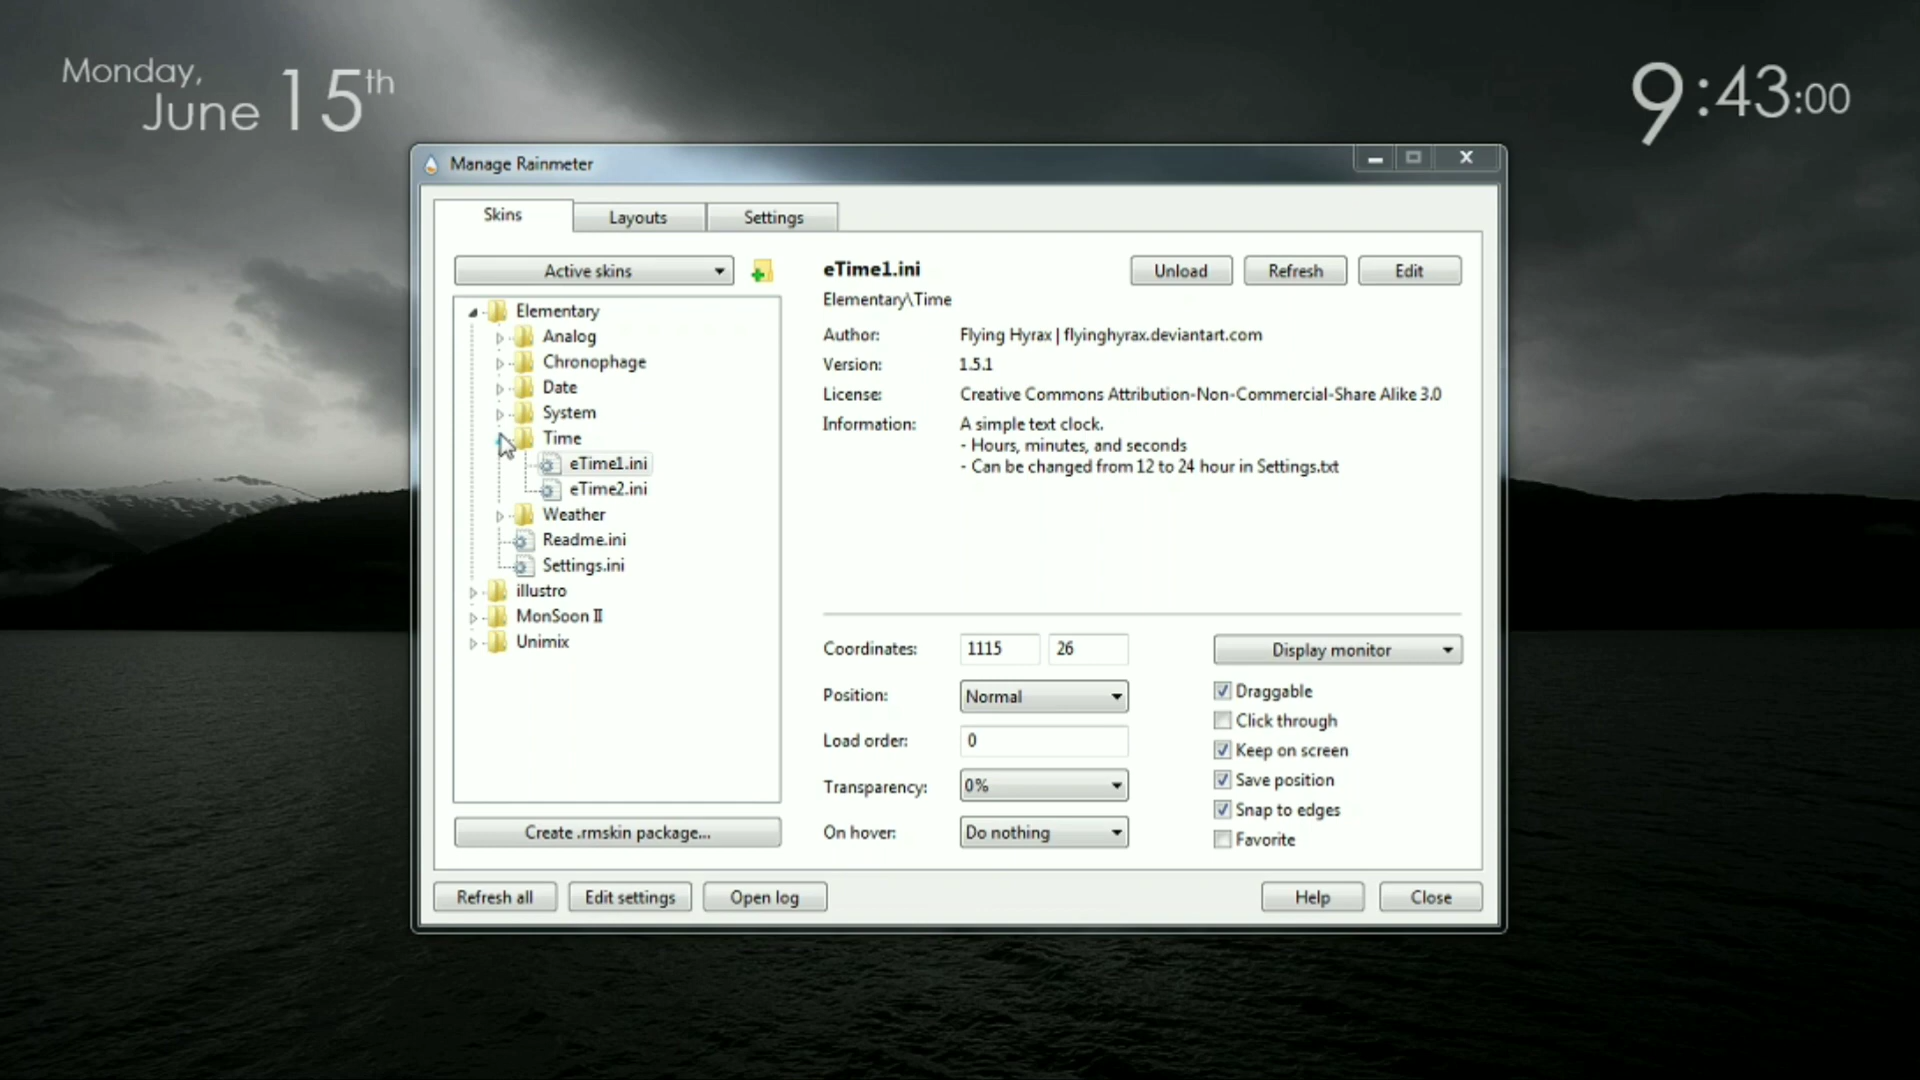 Monday,
June 15th
9:43:00
Manage Rainmeter
Skins
Layouts
Settings
Active skins
Elementary
Analog
Chronophage
Date
System
Time
eTime1.ini
eTime2.ini
Weather
Readme.ini
Settings.ini
illustro
MonSoon II
Unimix
Create .rmskin package...
eTime1.ini
Unload
Refresh
Edit
Elementary\Time
Author: Flying Hyrax | flyinghyrax.deviantart.com
Version: 1.5.1
License: Creative Commons Attribution-Non-Commercial-Share Alike 3.0
Information: A simple text clock.
- Hours, minutes, and seconds
- Can be changed from 12 to 24 hour in Settings.txt
Coordinates: 1115 26
Position: Normal
Load order: 0
Transparency: 0%
On hover: Do nothing
Display monitor
Draggable
Click through
Keep on screen
Save position
Snap to edges
Favorite
Refresh all
Edit settings
Open log
Help
Close